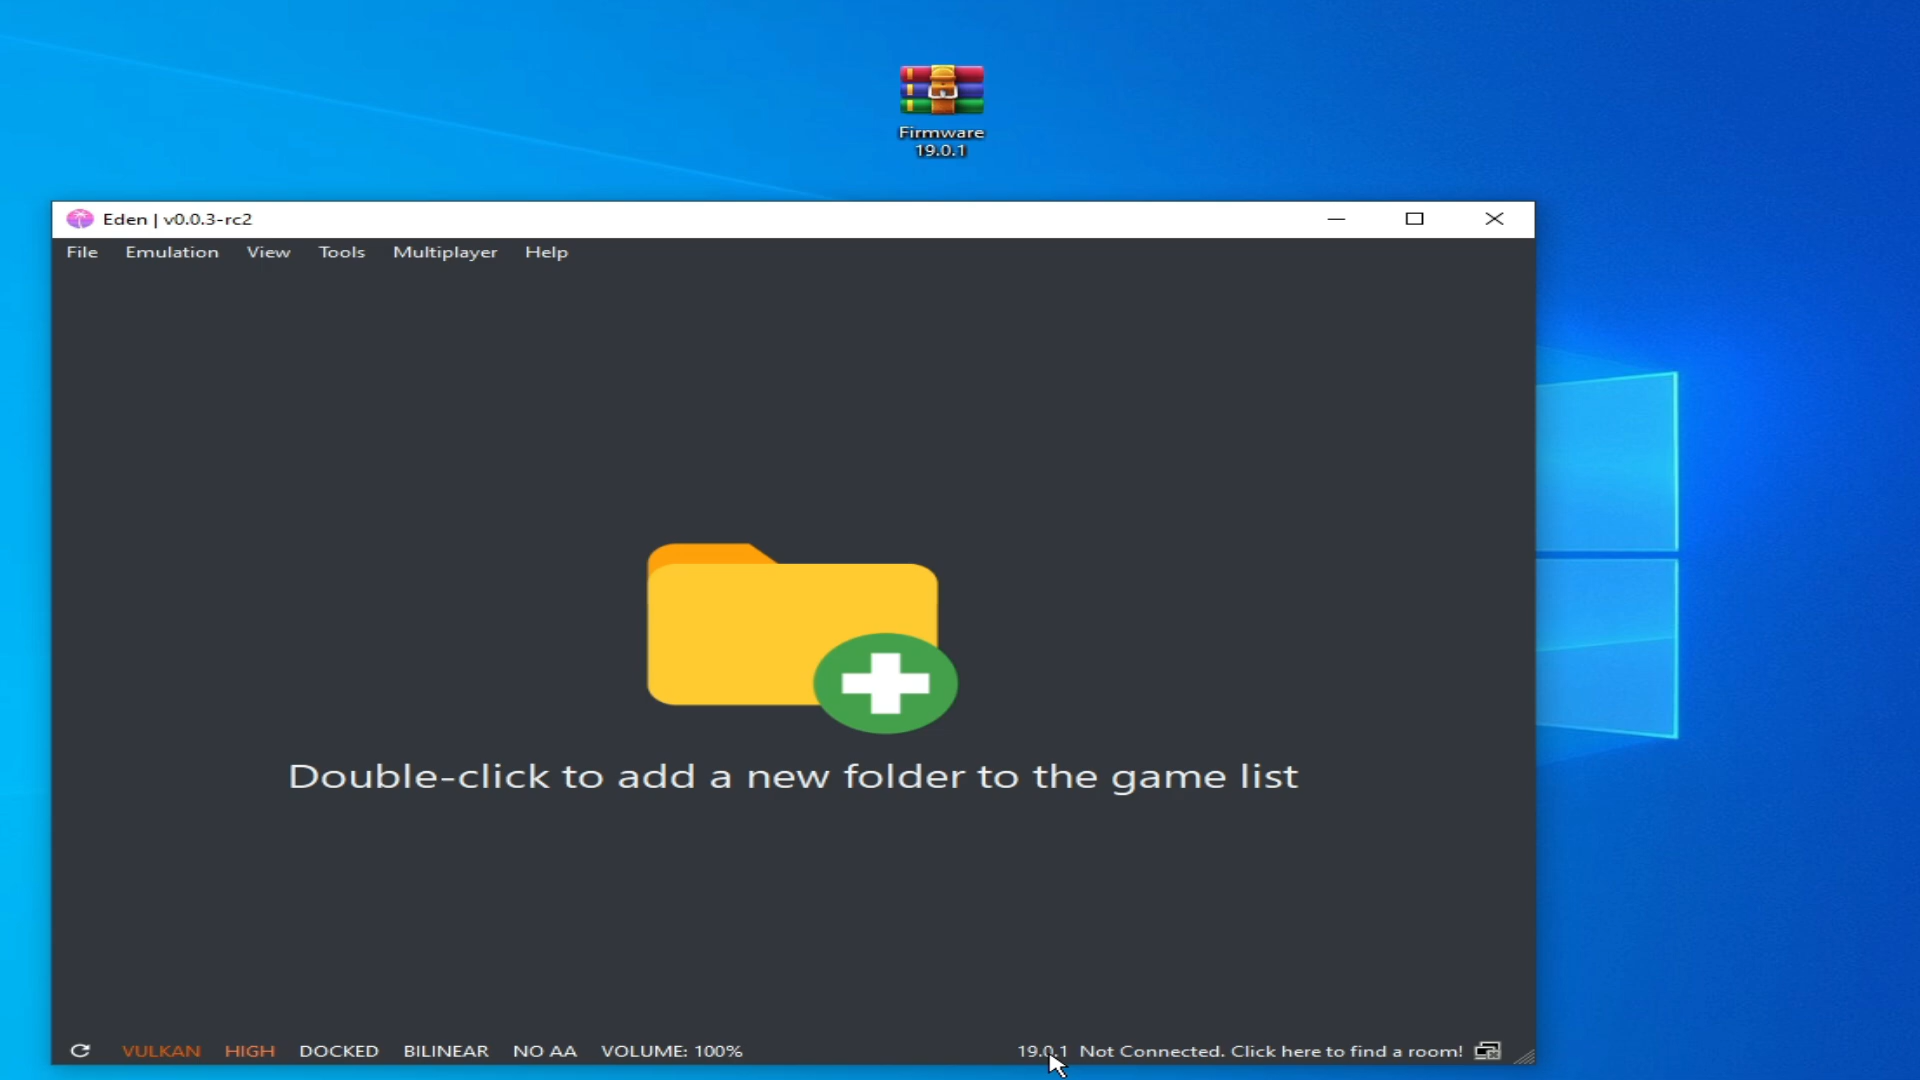 Firmware
19.0.1
Eden | v0.0.3-rc2
File Emulation View Tools Multiplayer Help
Double-click to add a new folder to the game list
VULKAN HIGH DOCKED BILINEAR NO AA VOLUME: 100% 19.0.1 Not Connected. Click here to find a room!